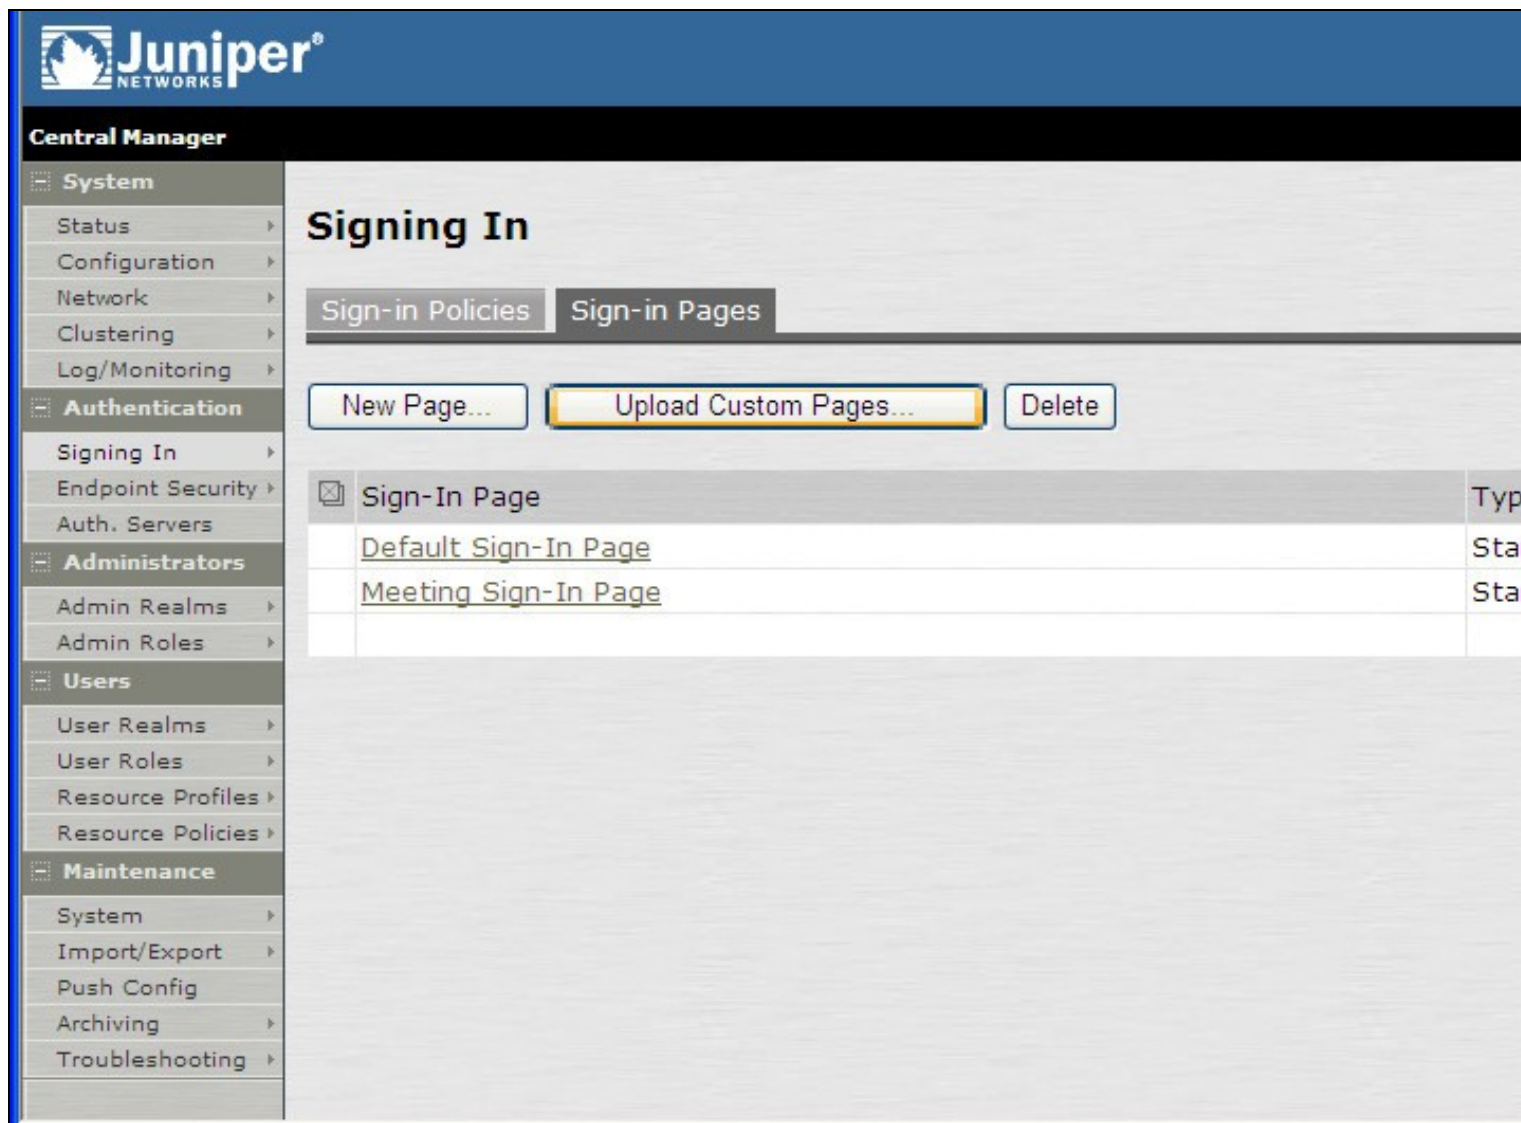 Juniper®
NETWORKS
Central Manager
System
Status
Configuration
Network
Clustering
Log/Monitoring
Authentication
Signing In
Endpoint Security
Auth. Servers
Administrators
Admin Realms
Admin Roles
Users
User Realms
User Roles
Resource Profiles
Resource Policies
Maintenance
System
Import/Export
Push Config
Archiving
Troubleshooting
Signing In
Sign-in Policies Sign-in Pages
New Page... Upload Custom Pages... Delete
Sign-In Page Typ
Default Sign-In Page Sta
Meeting Sign-In Page Sta